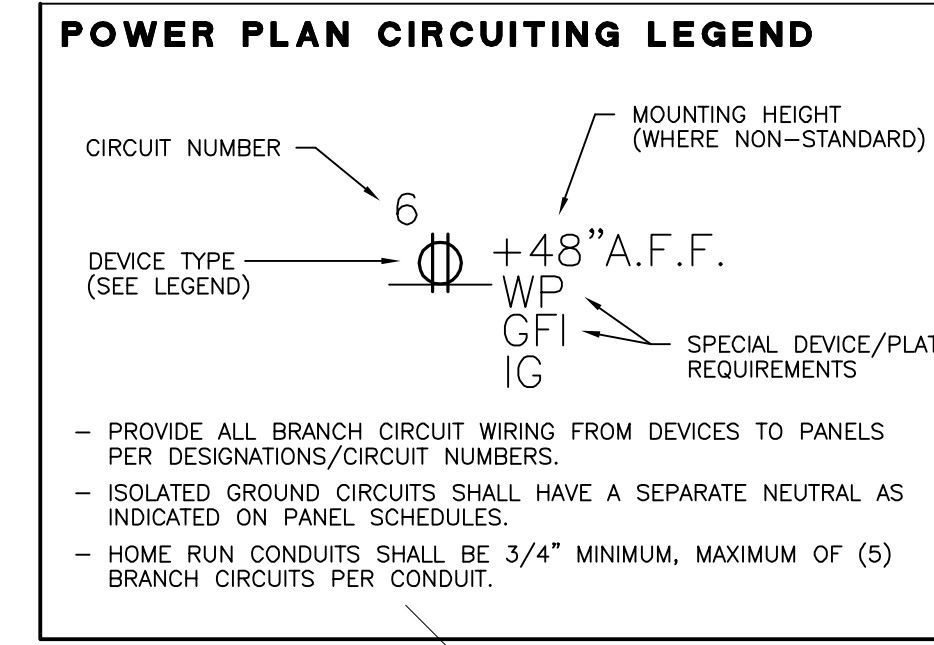 POWER PLAN CIRCUITING LEGEND
MOUNTING HEIGHT
(WHERE NON-STANDARD)
CIRCUIT NUMBER
6
+48"A.F.F.
DEVICE TYPE
(SEE LEGEND)
WP
GFI
SPECIAL DEVICE/PLAT
REQUIREMENTS
IG
- PROVIDE ALL BRANCH CIRCUIT WIRING FROM DEVICES TO PANELS
PER DESIGNATIONS/CIRCUIT NUMBERS.
- ISOLATED GROUND CIRCUITS SHALL HAVE A SEPARATE NEUTRAL AS
INDICATED ON PANEL SCHEDULES.
- HOME RUN CONDUITS SHALL BE 3/4" MINIMUM, MAXIMUM OF (5)
BRANCH CIRCUITS PER CONDUIT.